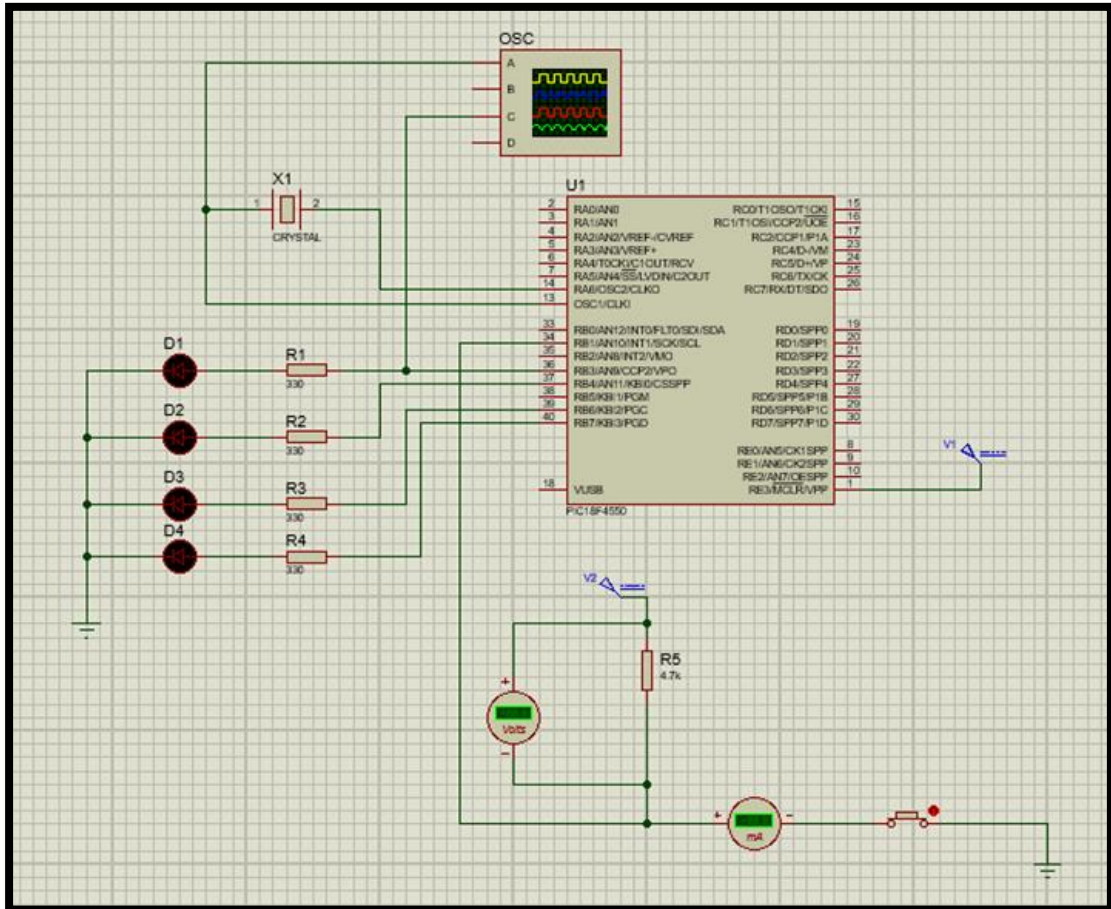 OSC
A
B
C
D
X1
1
2
CRYSTAL
U1
2 RA0/AN0
3 RA1/AN1
4 RA2/AN2/VREF-/CVREF
5 RA3/AN3/VREF+
6 RA4/T0CKI/C1OUT/RCV
7 RA5/AN4/SS/LVDIN/C2OUT
14 RA6/OSC2/CLKO
13 OSC1/CLKI
33 RB0/AN12/INT0/FLT0/SDI/SDA
34 RB1/AN10/INT1/SCK/SCL
35 RB2/AN8/INT2/VMO
36 RB3/AN9/CCP2/VPO
37 RB4/AN11/KBI0/CSSPP
38 RB5/KBI1/PGM
39 RB6/KBI2/PGC
40 RB7/KBI3/PGD
18 VUSB
RC0/T1OSO/T1CKI 15
RC1/T1OSI/CCP2/UOE 16
RC2/CCP1/P1A 17
RC4/D-/VM 23
RC5/D+/VP 24
RC6/TX/CK 25
RC7/RX/DT/SDO 26
RD0/SPP0 19
RD1/SPP1 20
RD2/SPP2 21
RD3/SPP3 22
RD4/SPP4 27
RD5/SPP5/P1B 28
RD6/SPP6/P1C 29
RD7/SPP7/P1D 30
RE0/AN5/CK1SPP 8
RE1/AN6/CK2SPP 9
RE2/AN7/OESPP 10
RE3/MCLR/VPP 1
PIC18F4550
V1
D1
R1
330
D2
R2
330
D3
R3
330
D4
R4
330
V2
R5
4.7k
+
Volts
-
+
mA
-